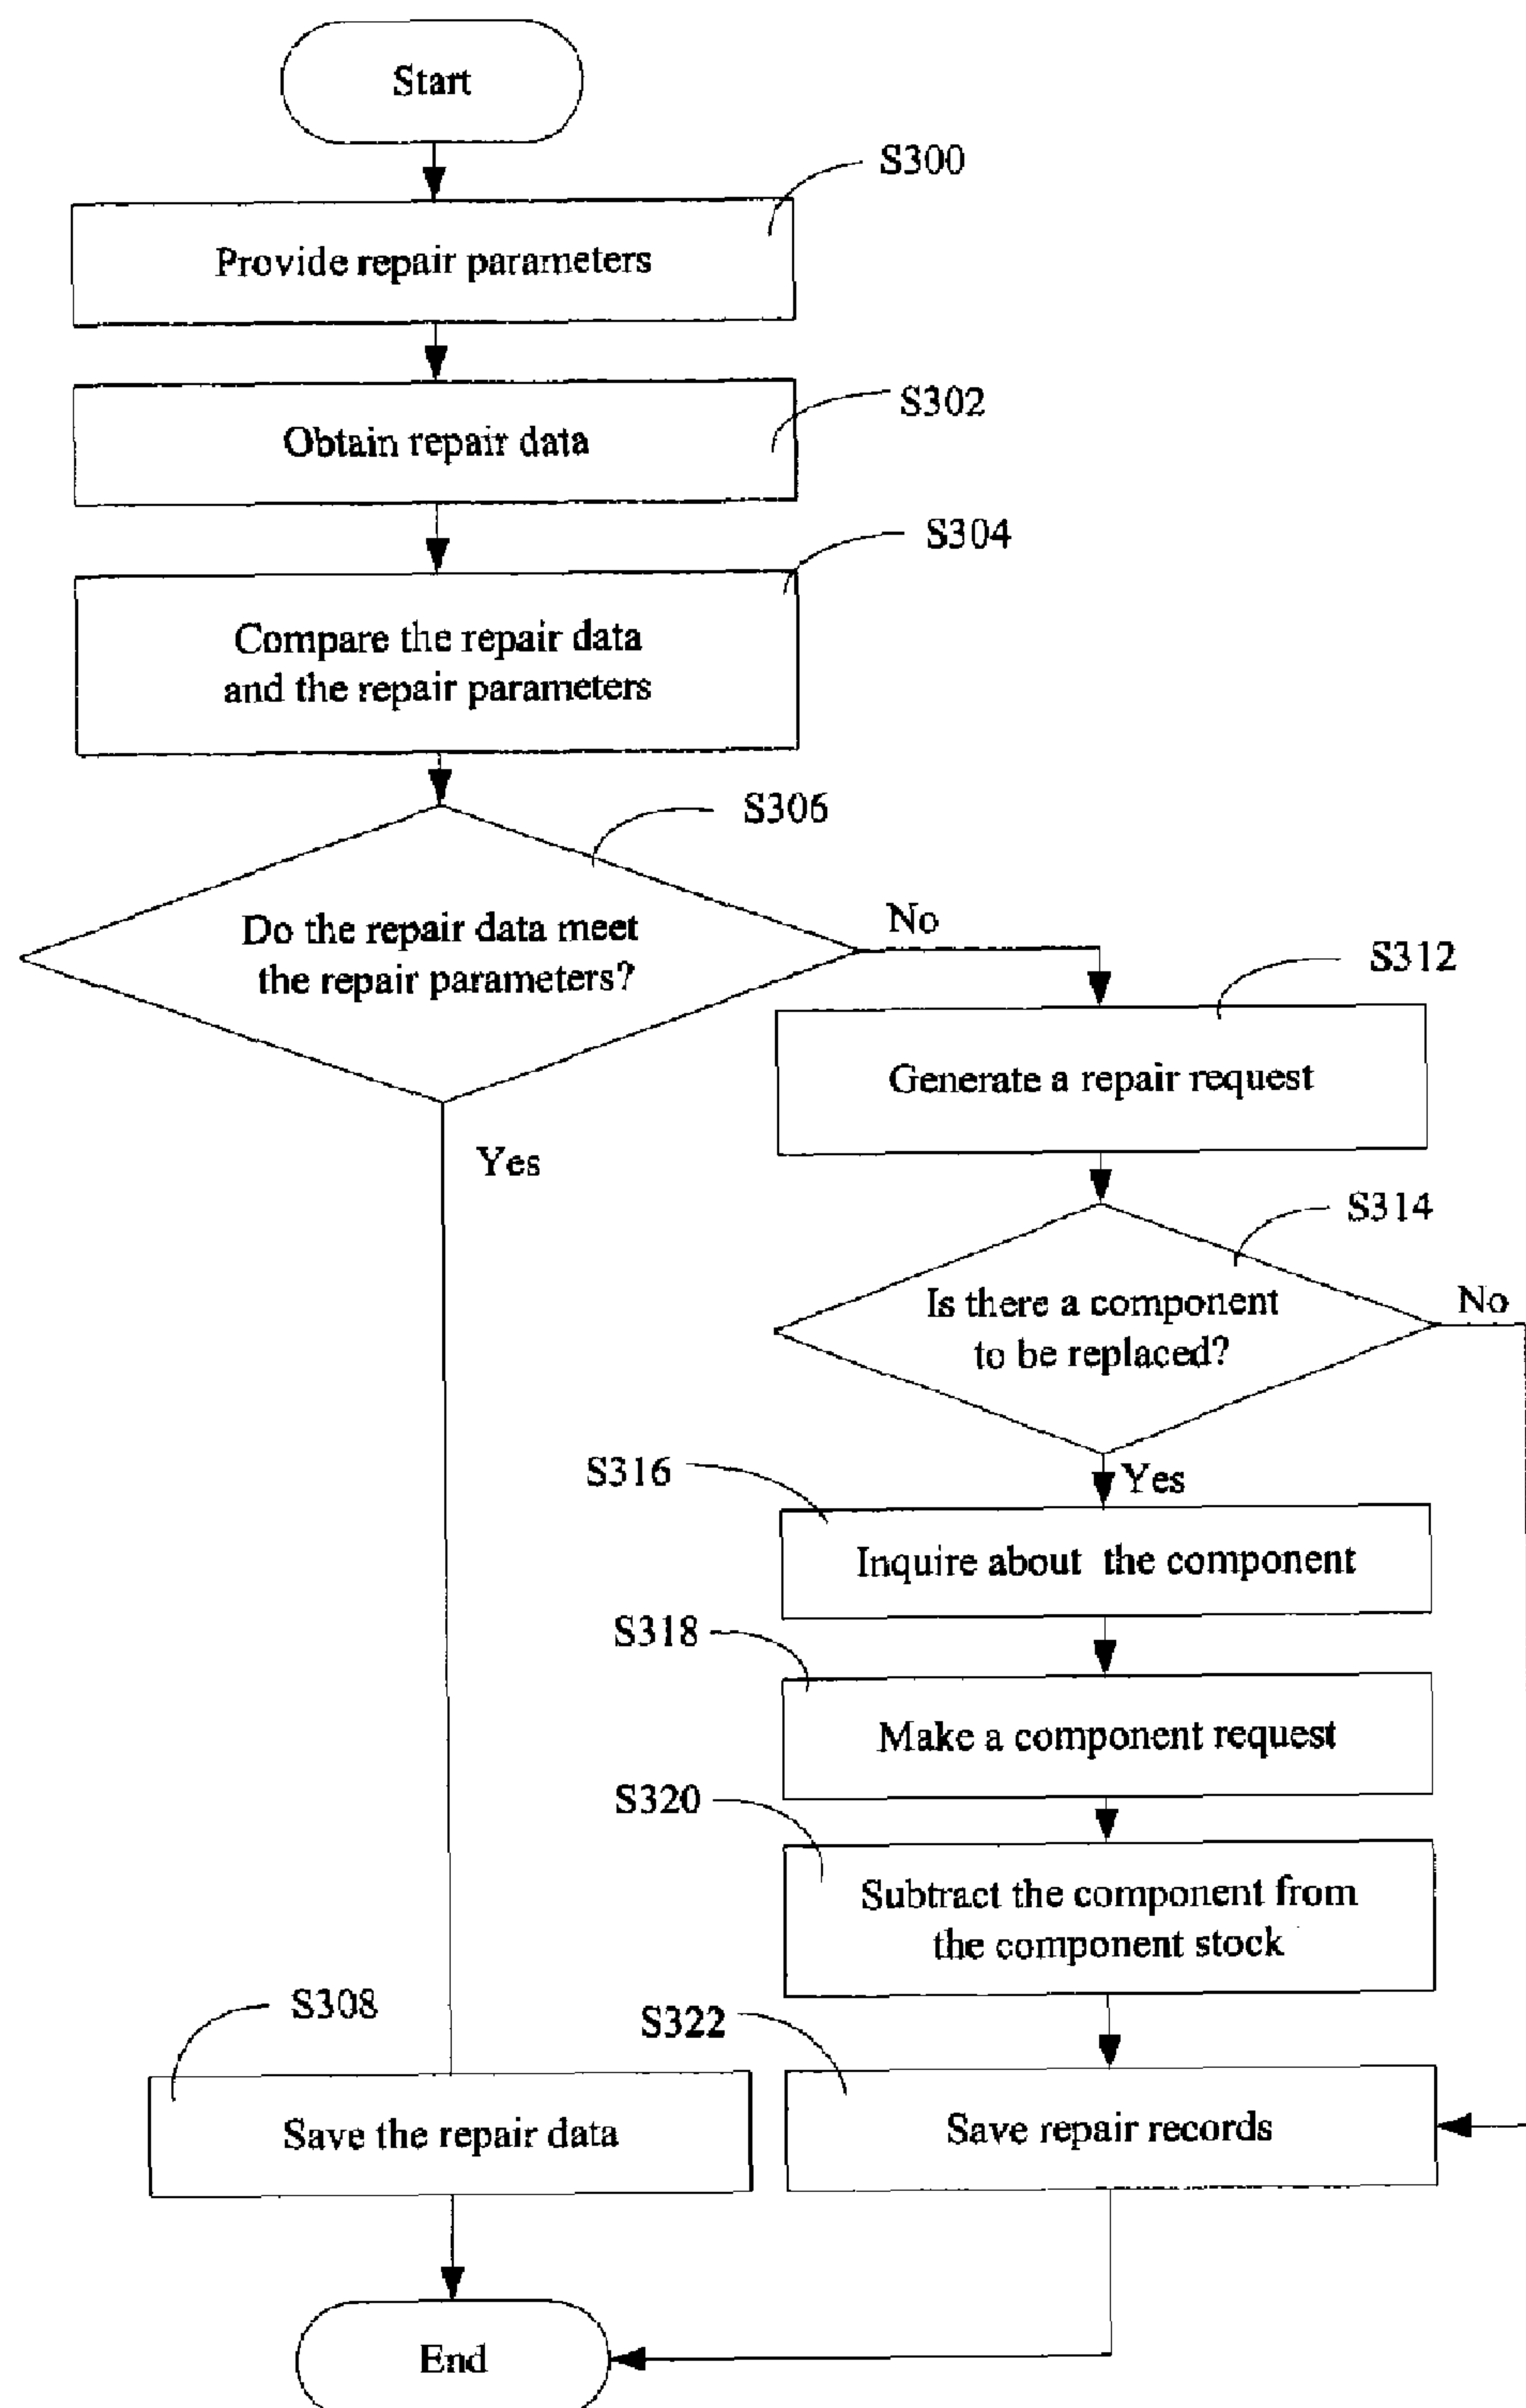 Start
S300
Provide repair parameters
S302
Obtain repair data
S304
Compare the repair data
and the repair parameters
S306
Do the repair data meet
the repair parameters?
No
S312
Generate a repair request
Yes
S314
Is there a component
to be replaced?
No
S316
Yes
Inquire about the component
S318
Make a component request
S320
Subtract the component from
the component stock
S308
S322
Save the repair data
Save repair records
End